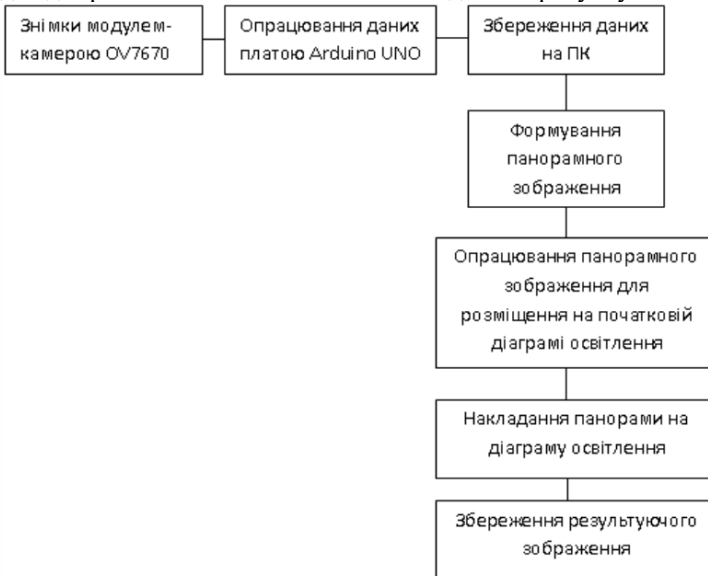 Знімки модулем-
камерою OV7670
Опрацювання даних
платою Arduino UNO
Збереження даних
на ПК
Формування
панорамного
зображення
Опрацювання панорамного
зображення для
розміщення на початковій
діаграмі освітлення
Накладання панорами на
діаграму освітлення
Збереження результуючого
зображення